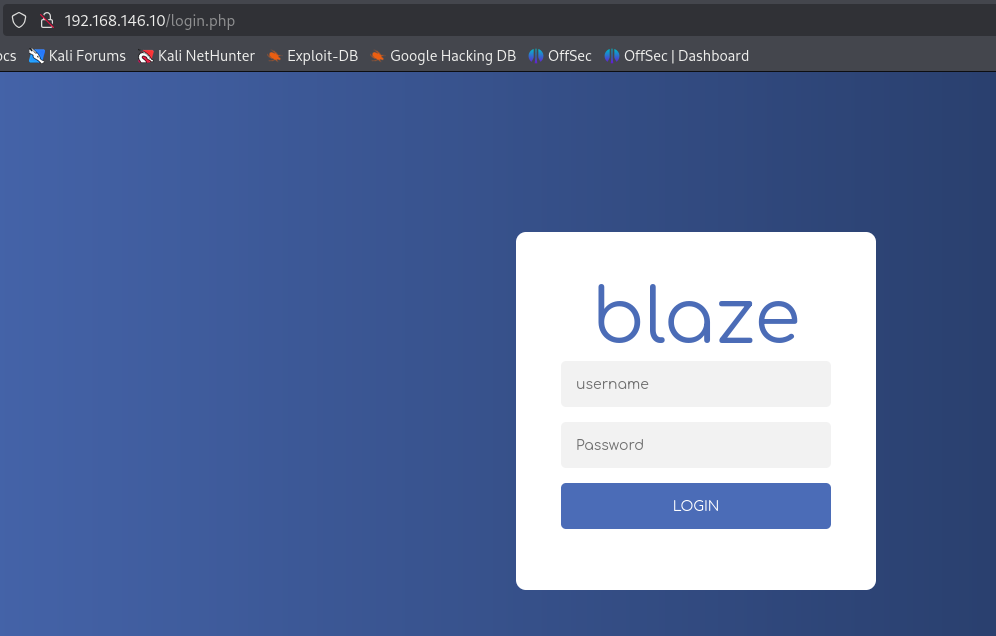 192.168.146.10/login.php
ocs Kali Forums Kali NetHunter Exploit-DB Google Hacking DB OffSec OffSec | Dashboard
blaze
username
Password
LOGIN